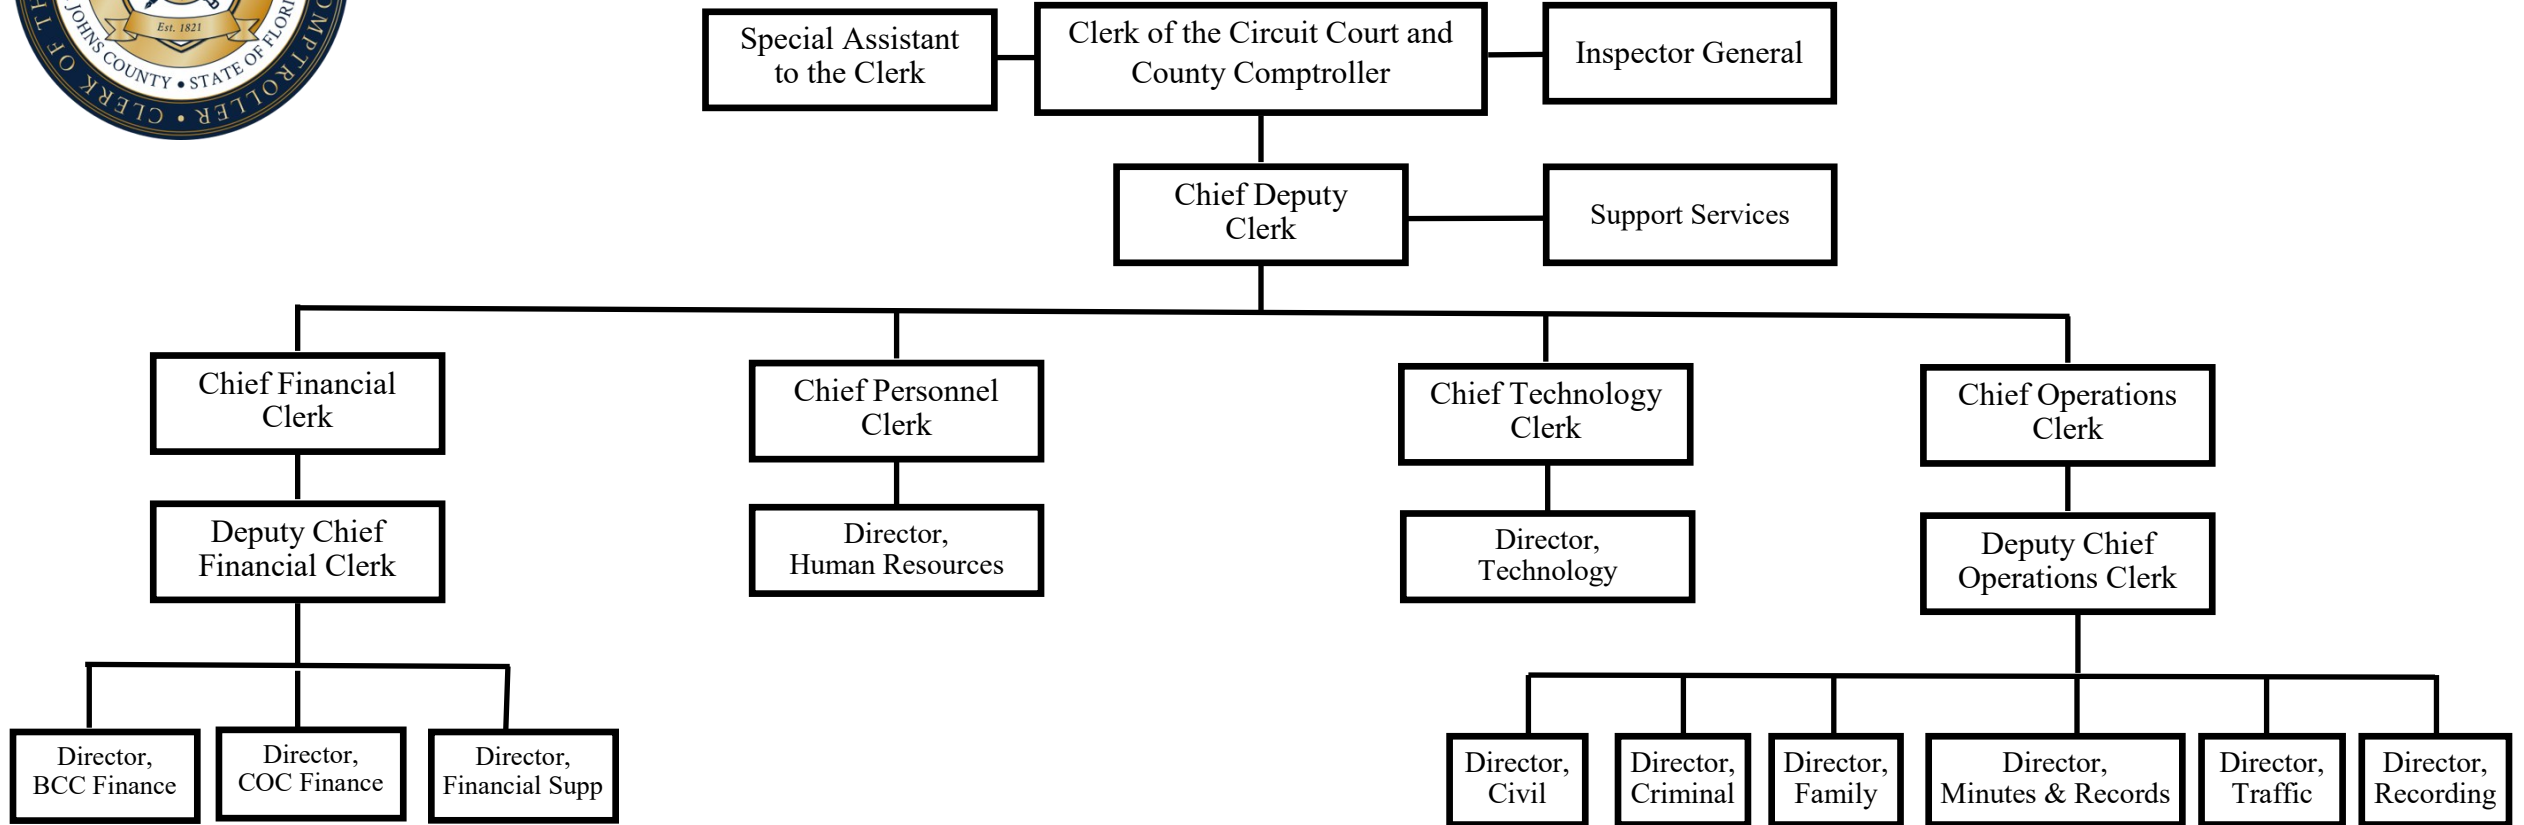 Est. 1821
JOHNS COUNTY • STATE OF FLORI
CLERK OF TH
OMPTROLLER • 
Special Assistant
to the Clerk
Clerk of the Circuit Court and
County Comptroller
Inspector General
Chief Deputy
Clerk
Support Services
Chief Financial
Clerk
Chief Personnel
Clerk
Chief Technology
Clerk
Chief Operations
Clerk
Deputy Chief
Financial Clerk
Director,
Human Resources
Director,
Technology
Deputy Chief
Operations Clerk
Director,
BCC Finance
Director,
COC Finance
Director,
Financial Supp
Director,
Civil
Director,
Criminal
Director,
Family
Director,
Minutes & Records
Director,
Traffic
Director,
Recording